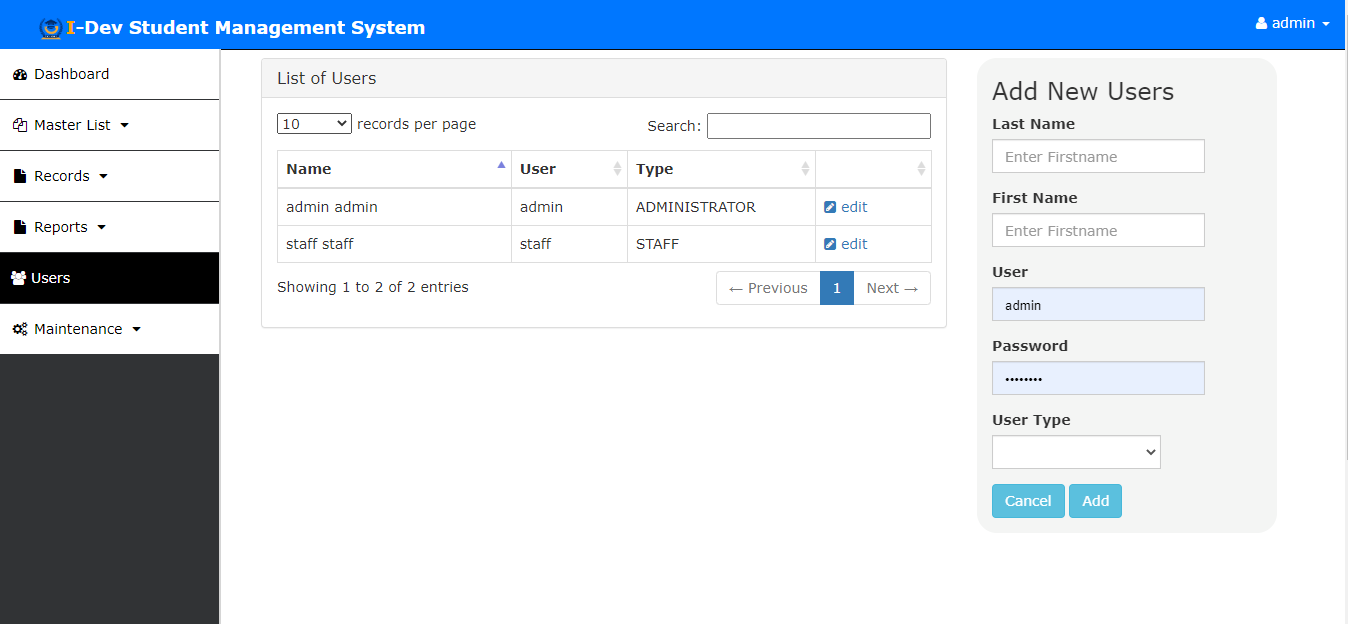 I-Dev Student Management System
admin
Dashboard
Master List
Records
Reports
Users
Maintenance
List of Users
10 records per page
Search:
Name User Type
admin admin admin ADMINISTRATOR edit
staff staff staff STAFF edit
Showing 1 to 2 of 2 entries
← Previous 1 Next →
Add New Users
Last Name
Enter Firstname
First Name
Enter Firstname
User
admin
Password
••••••••
User Type
Cancel Add